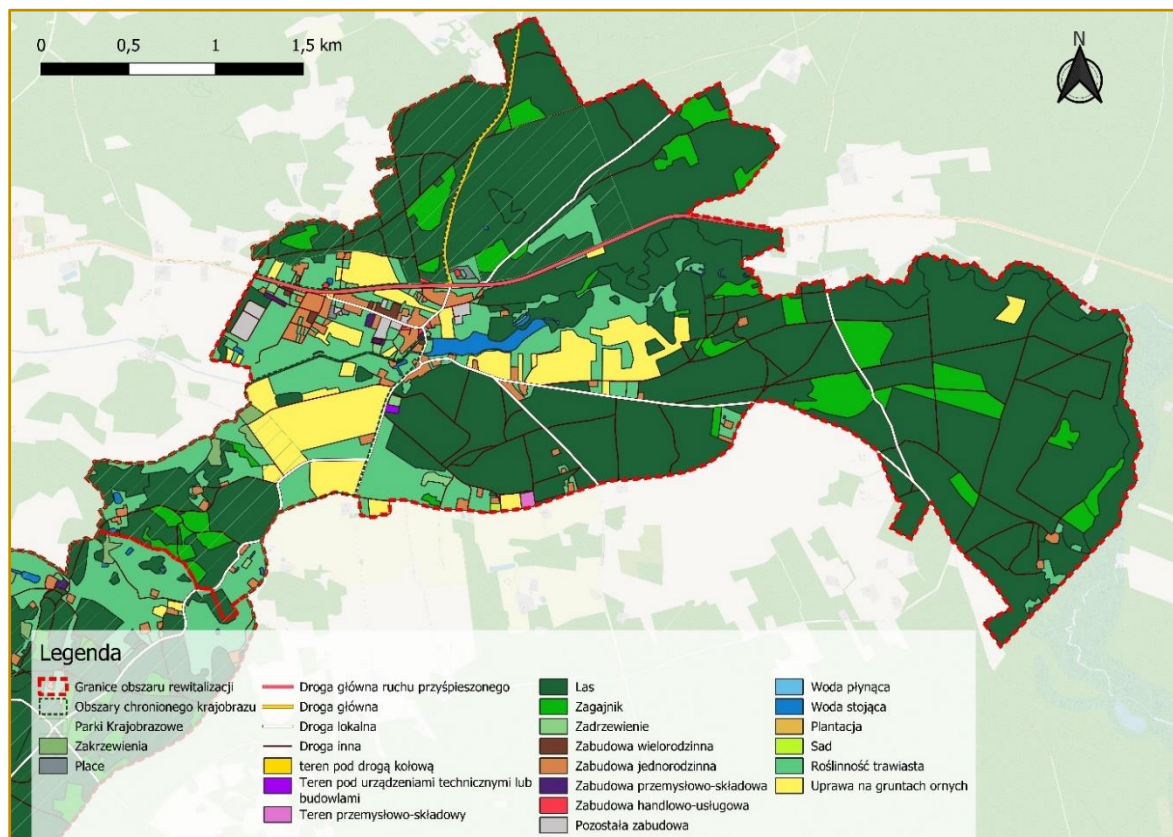 0 0,5 1 1,5 km
N
Legenda
Granice obszaru rewitalizacji
Obszary chronionego krajobrazu
Parki Krajobrazowe
Zakrzewienia
Place
Droga główna ruchu przyśpieszonego
Droga główna
Droga lokalna
Droga inna
teren pod drogą kołową
Teren pod urządzeniami technicznymi lub
budowlami
Teren przemysłowo-składowy
Las
Zagajnik
Zadrzewienie
Zabudowa wielorodzinna
Zabudowa jednorodzinna
Zabudowa przemysłowo-składowa
Zabudowa handlowo-usługowa
Pozostała zabudowa
Woda płynąca
Woda stojąca
Plantacja
Sad
Roślinność trawiasta
Uprawa na gruntach ornych